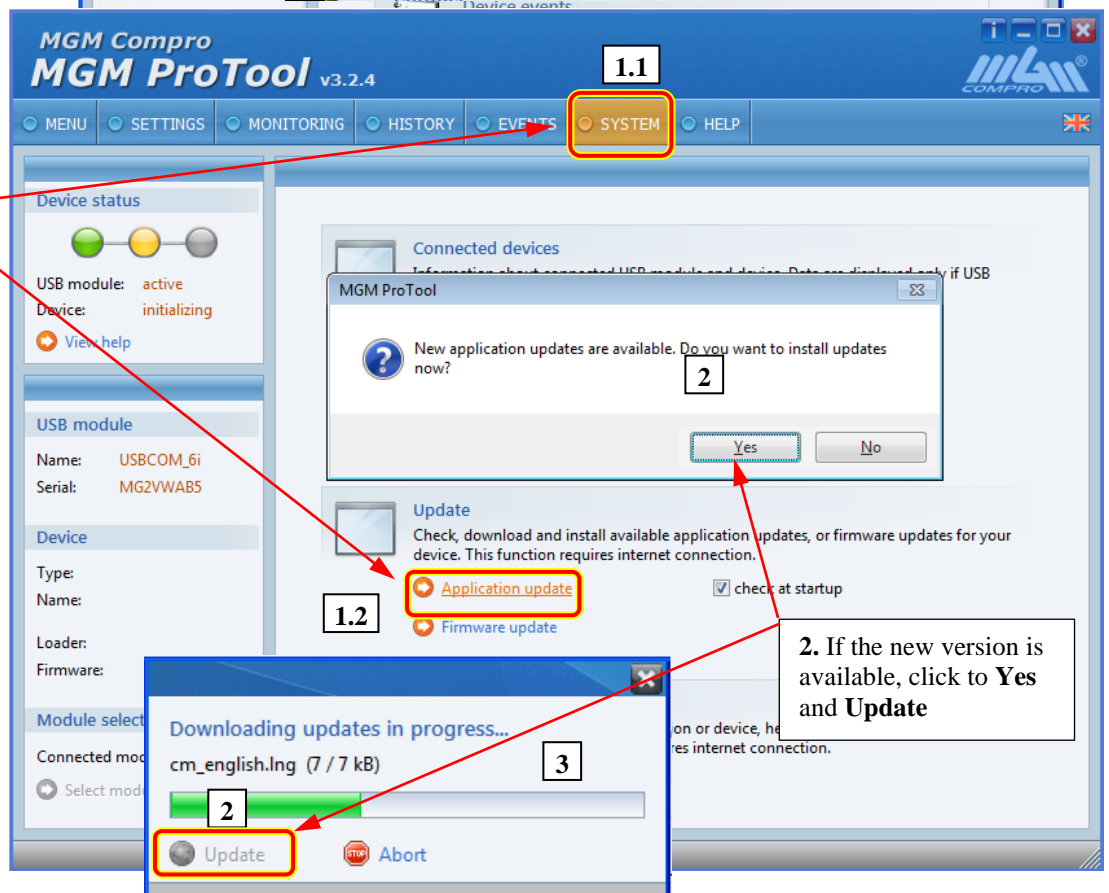 Device events
MGM Compro
MGM ProTool v3.2.4
1.1
MGM
COMPRO
MENU SETTINGS MONITORING HISTORY EVENTS SYSTEM HELP
Device status
USB module: active
Device: initializing
View help
USB module
Name: USBCOM_6i
Serial: MG2VWAB5
Device
Type:
Name:
Loader:
Firmware:
Module select
Connected mod
Select modu
Connected devices
Information about connected USB module and device. Data are displayed only if USB
MGM ProTool
New application updates are available. Do you want to install updates
now?
2
Yes No
Update
Check, download and install available application updates, or firmware updates for your
device. This function requires internet connection.
Application update
check at startup
1.2
Firmware update
2. If the new version is
available, click to Yes
and Update
ion or device, he
res internet connection.
Downloading updates in progress...
cm_english.lng (7 / 7 kB)
3
2
Update Abort